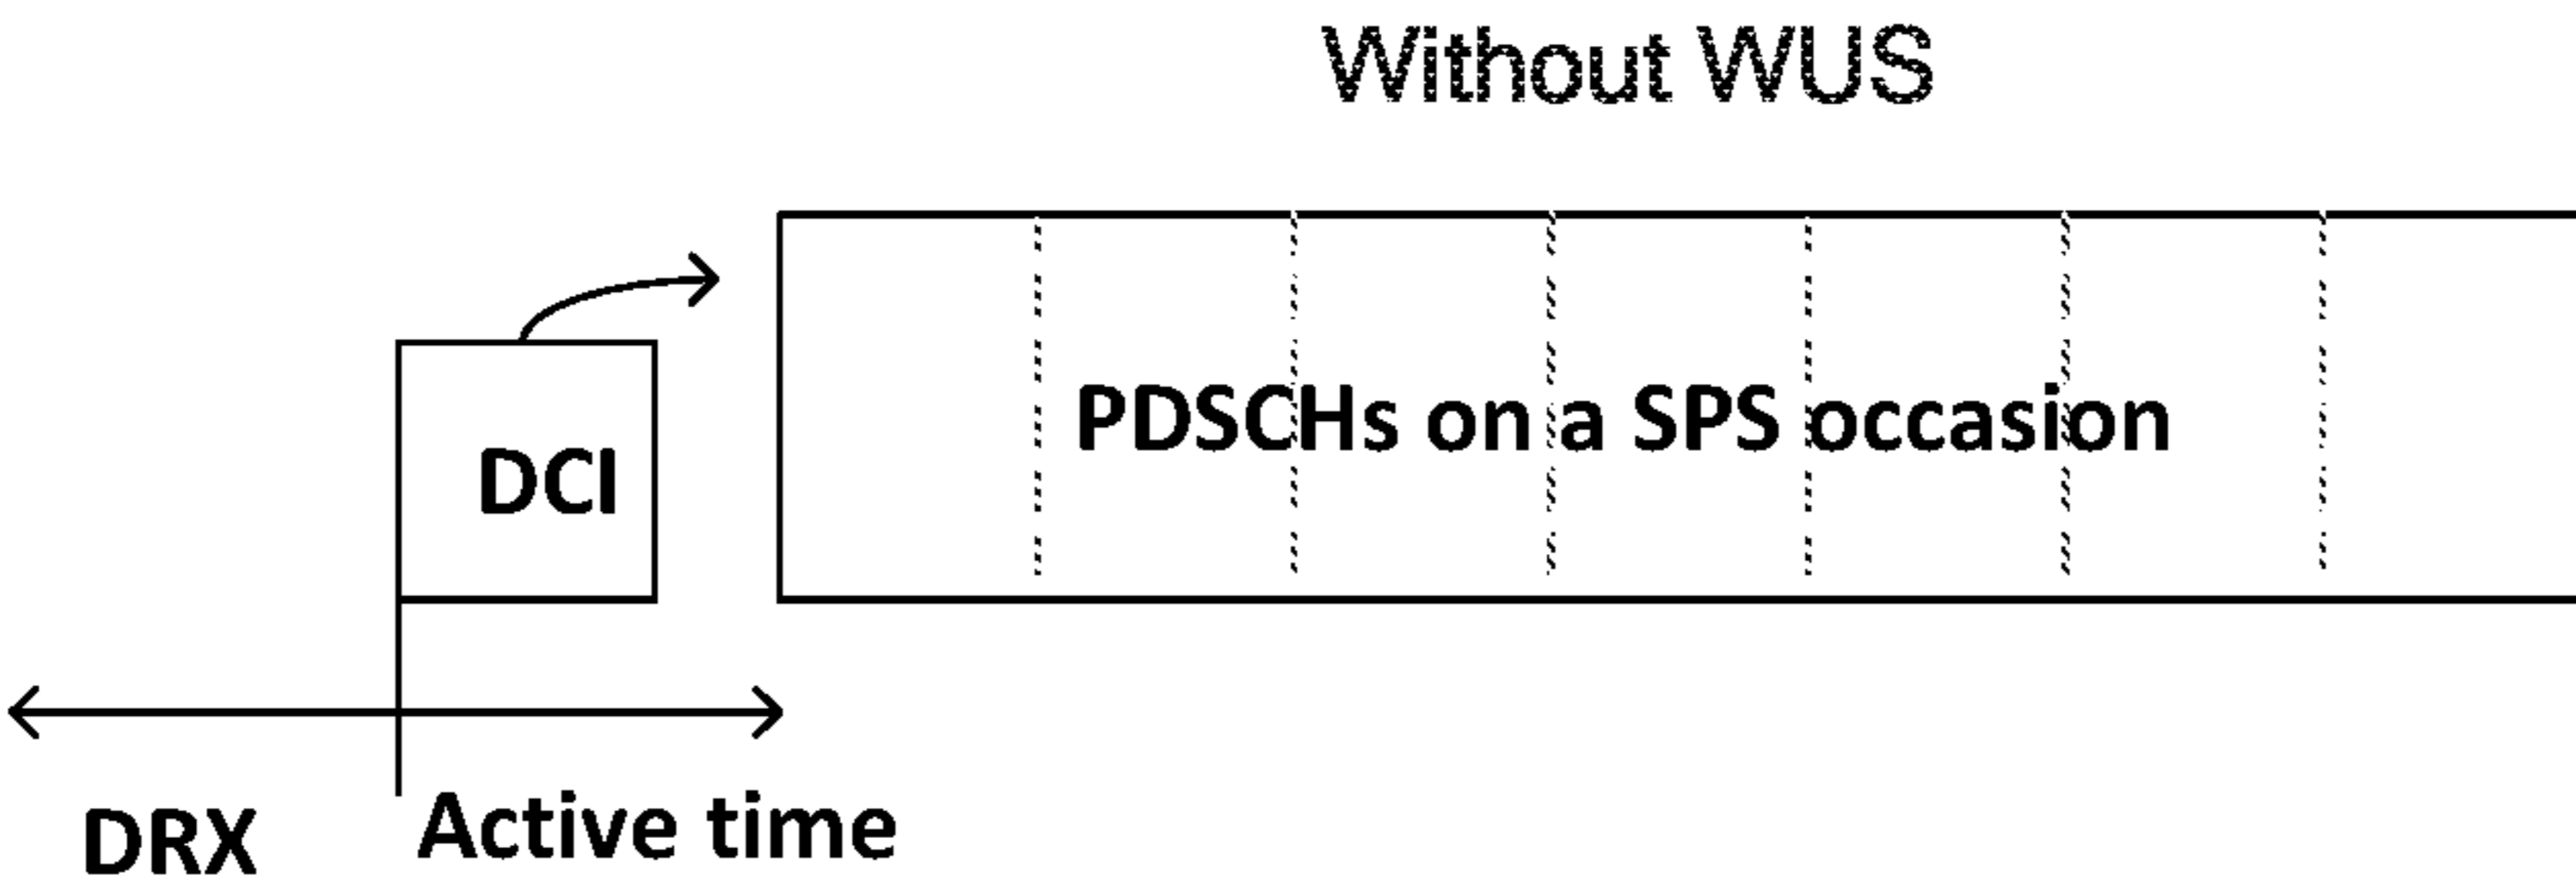 Without WUS
PDSCHs on a SPS occasion
DCI
DRX
Active time